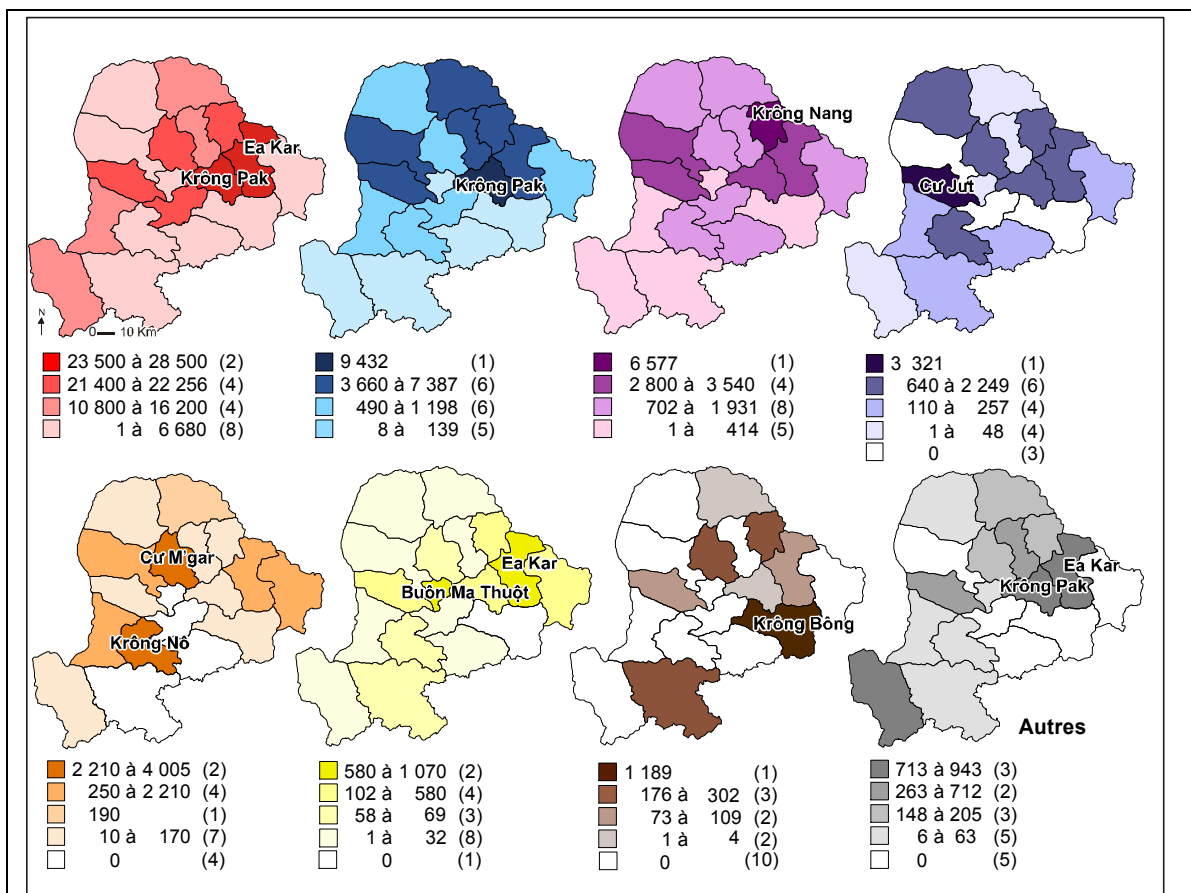 Ea Kar
Krông Pak
N
0 10 Km
23 500 à 28 500 (2)
21 400 à 22 256 (4)
10 800 à 16 200 (4)
1 à 6 680 (8)
Krông Pak
9 432 (1)
3 660 à 7 387 (6)
490 à 1 198 (6)
8 à 139 (5)
Krông Nang
6 577 (1)
2 800 à 3 540 (4)
702 à 1 931 (8)
1 à 414 (5)
Cư Jut
3 321 (1)
640 à 2 249 (6)
110 à 257 (4)
1 à 48 (4)
0 (3)
Cư M'gar
Krông Nô
2 210 à 4 005 (2)
250 à 2 210 (4)
190 (1)
10 à 170 (7)
0 (4)
Ea Kar
Buôn Ma Thuột
580 à 1 070 (2)
102 à 580 (4)
58 à 69 (3)
1 à 32 (8)
0 (1)
Krông Bông
1 189 (1)
176 à 302 (3)
73 à 109 (2)
1 à 4 (2)
0 (10)
Ea Kar
Krông Pak
Autres
713 à 943 (3)
263 à 712 (2)
148 à 205 (3)
6 à 63 (5)
0 (5)